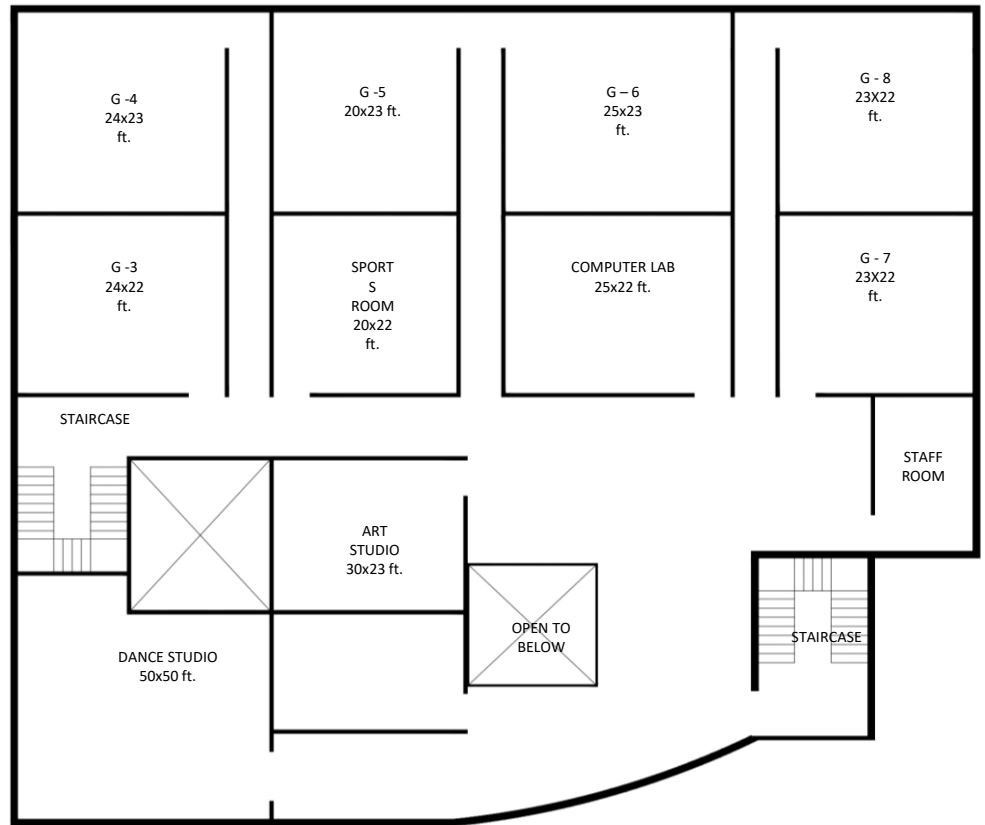 G -4
24x23
ft.
G -5
20x23 ft.
G – 6
25x23
ft.
G - 8
23X22
ft.
G -3
24x22
ft.
SPORT
S
ROOM
20x22
ft.
COMPUTER LAB
25x22 ft.
G - 7
23X22
ft.
STAIRCASE
STAFF
ROOM
ART
STUDIO
30x23 ft.
OPEN TO
BELOW
STAIRCASE
DANCE STUDIO
50x50 ft.